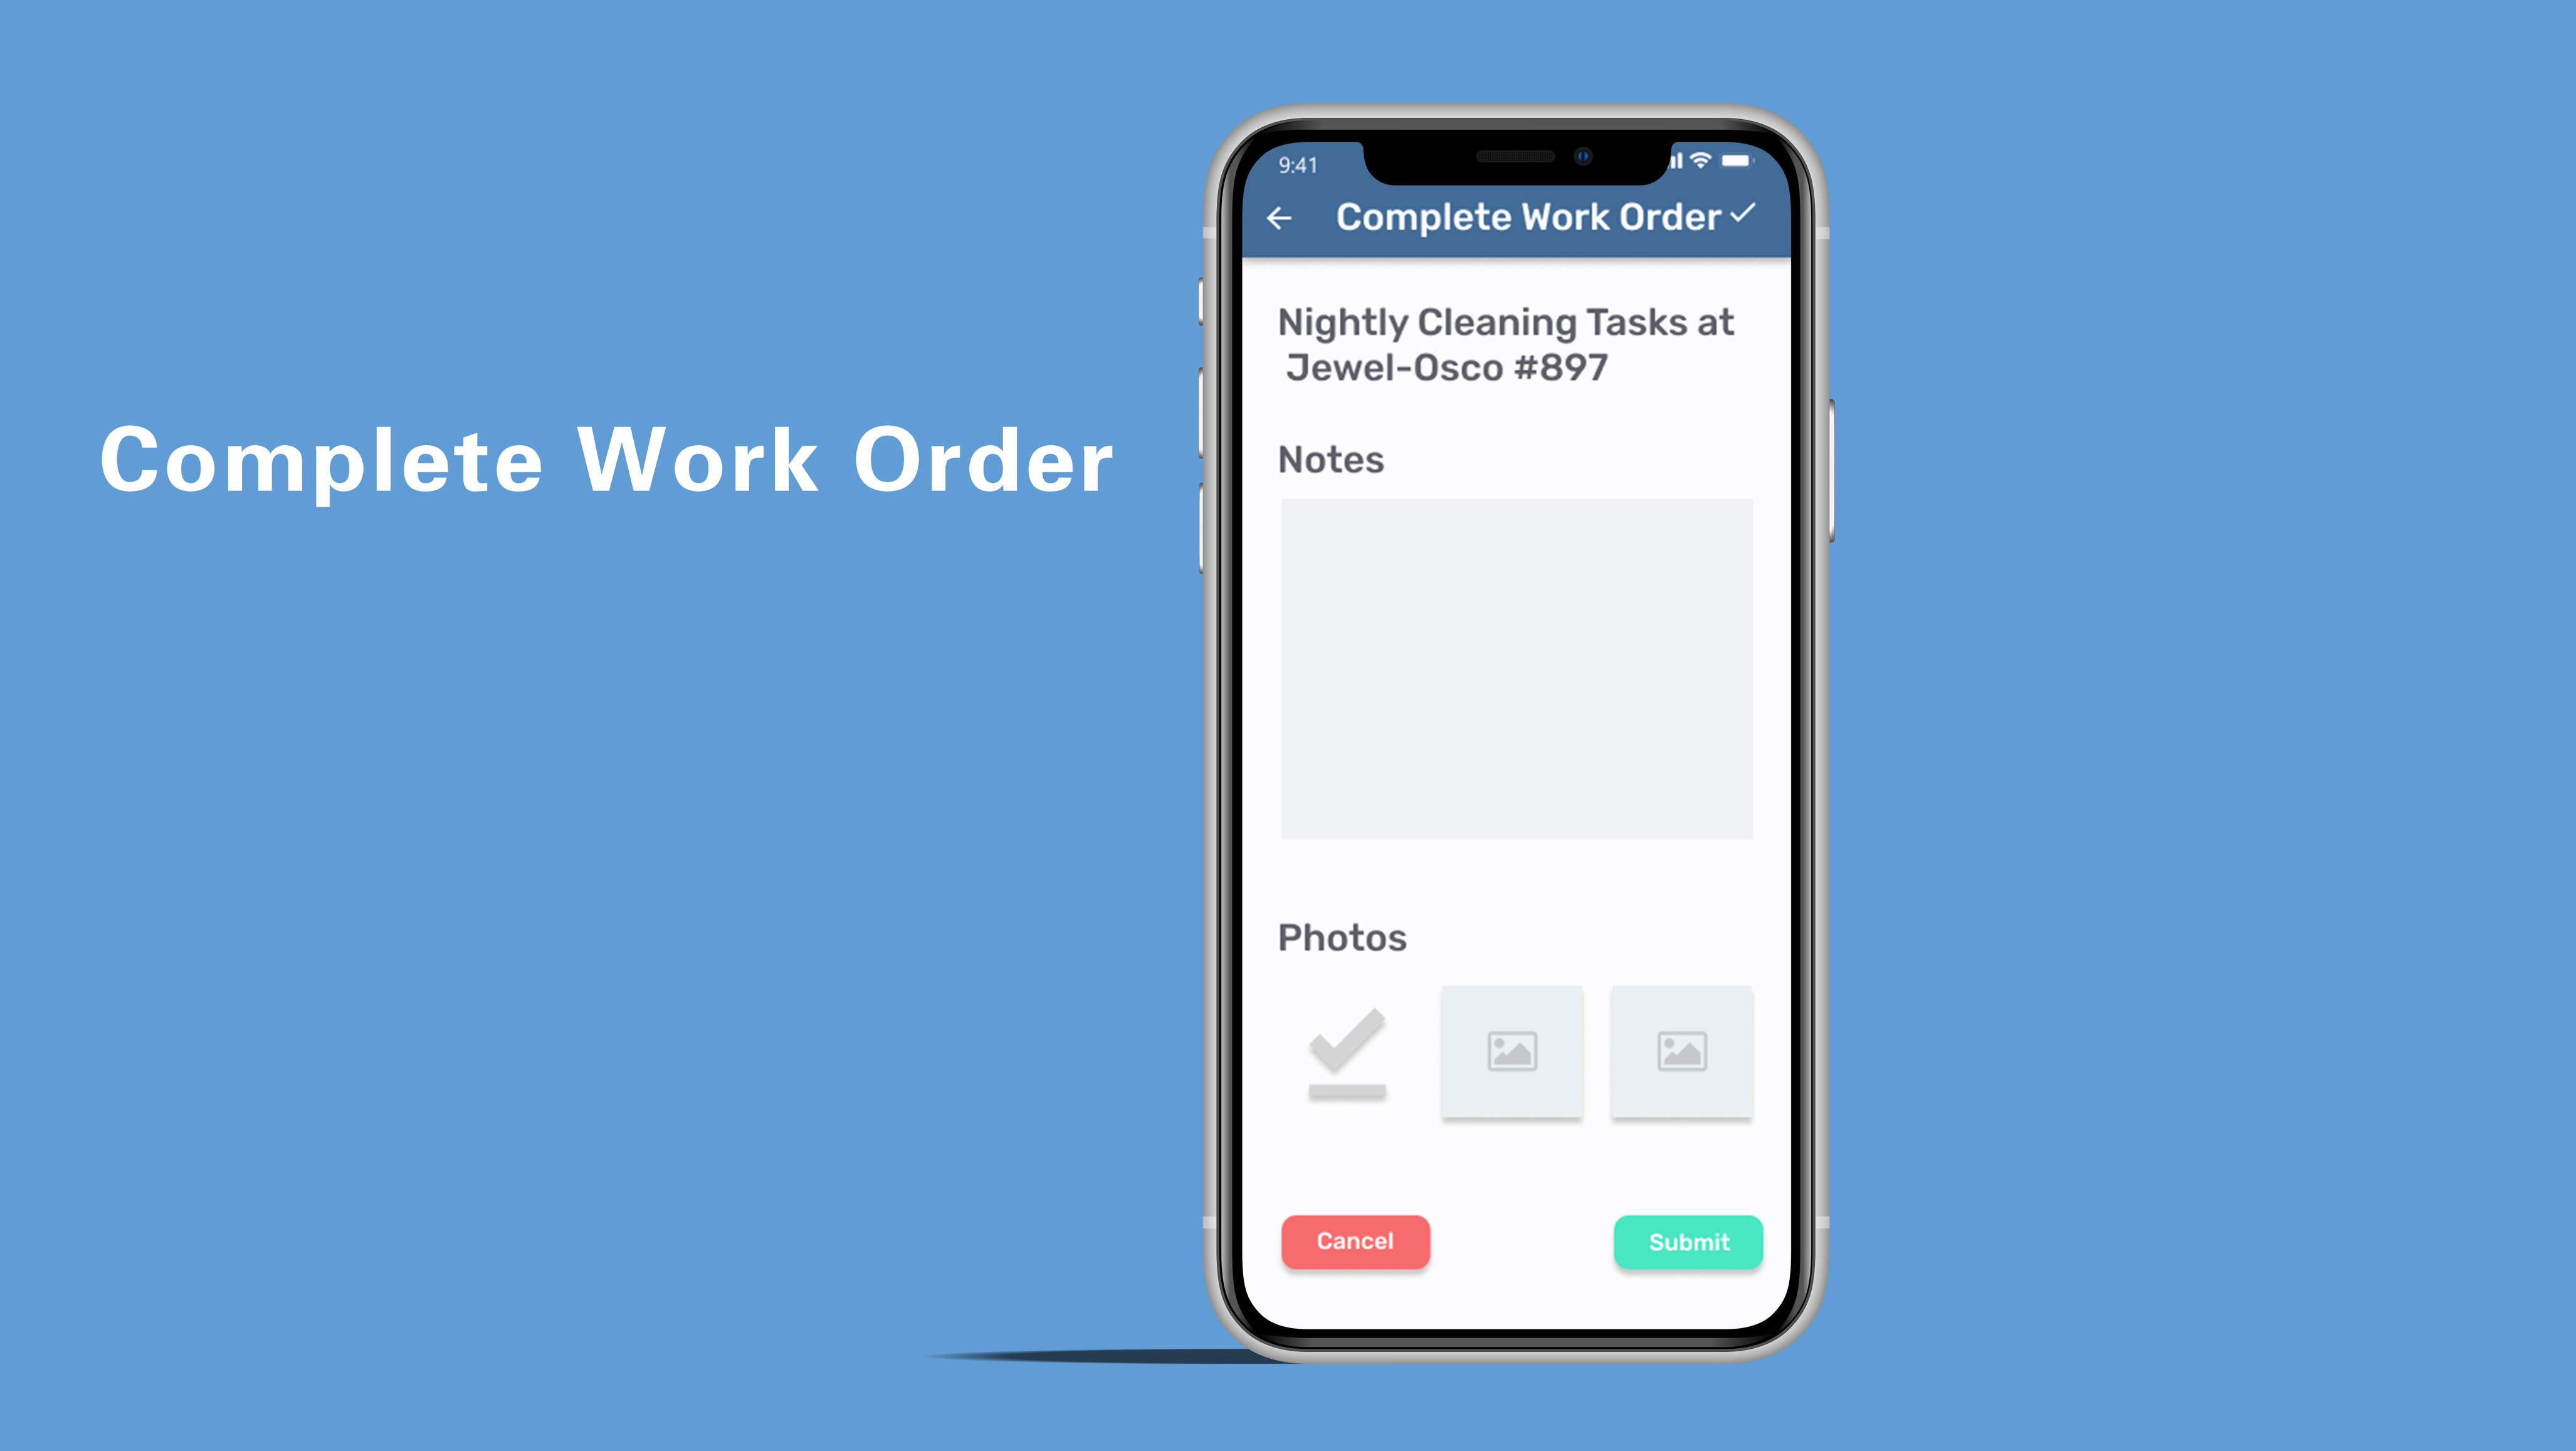 Complete Work Order
9:41
Complete Work Order
Nightly Cleaning Tasks at
Jewel-Osco #897
Notes
Photos
Cancel
Submit